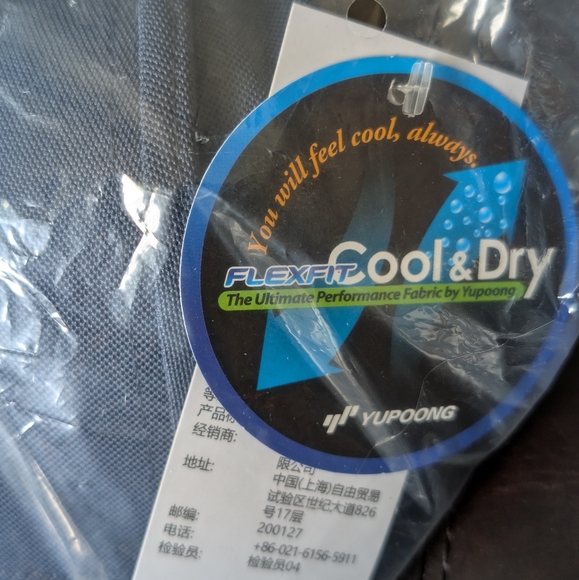 You will feel cool, always.
FLEXFIT Cool & Dry
The Ultimate Performance Fabric by Yupoong
YUPOONG
经销商:
限公司
地址: 中国(上海)自由贸易
试验区世纪大道826
号17层
邮编: 200127
电话: +86-021-6156-5911
检验员: 检验员04